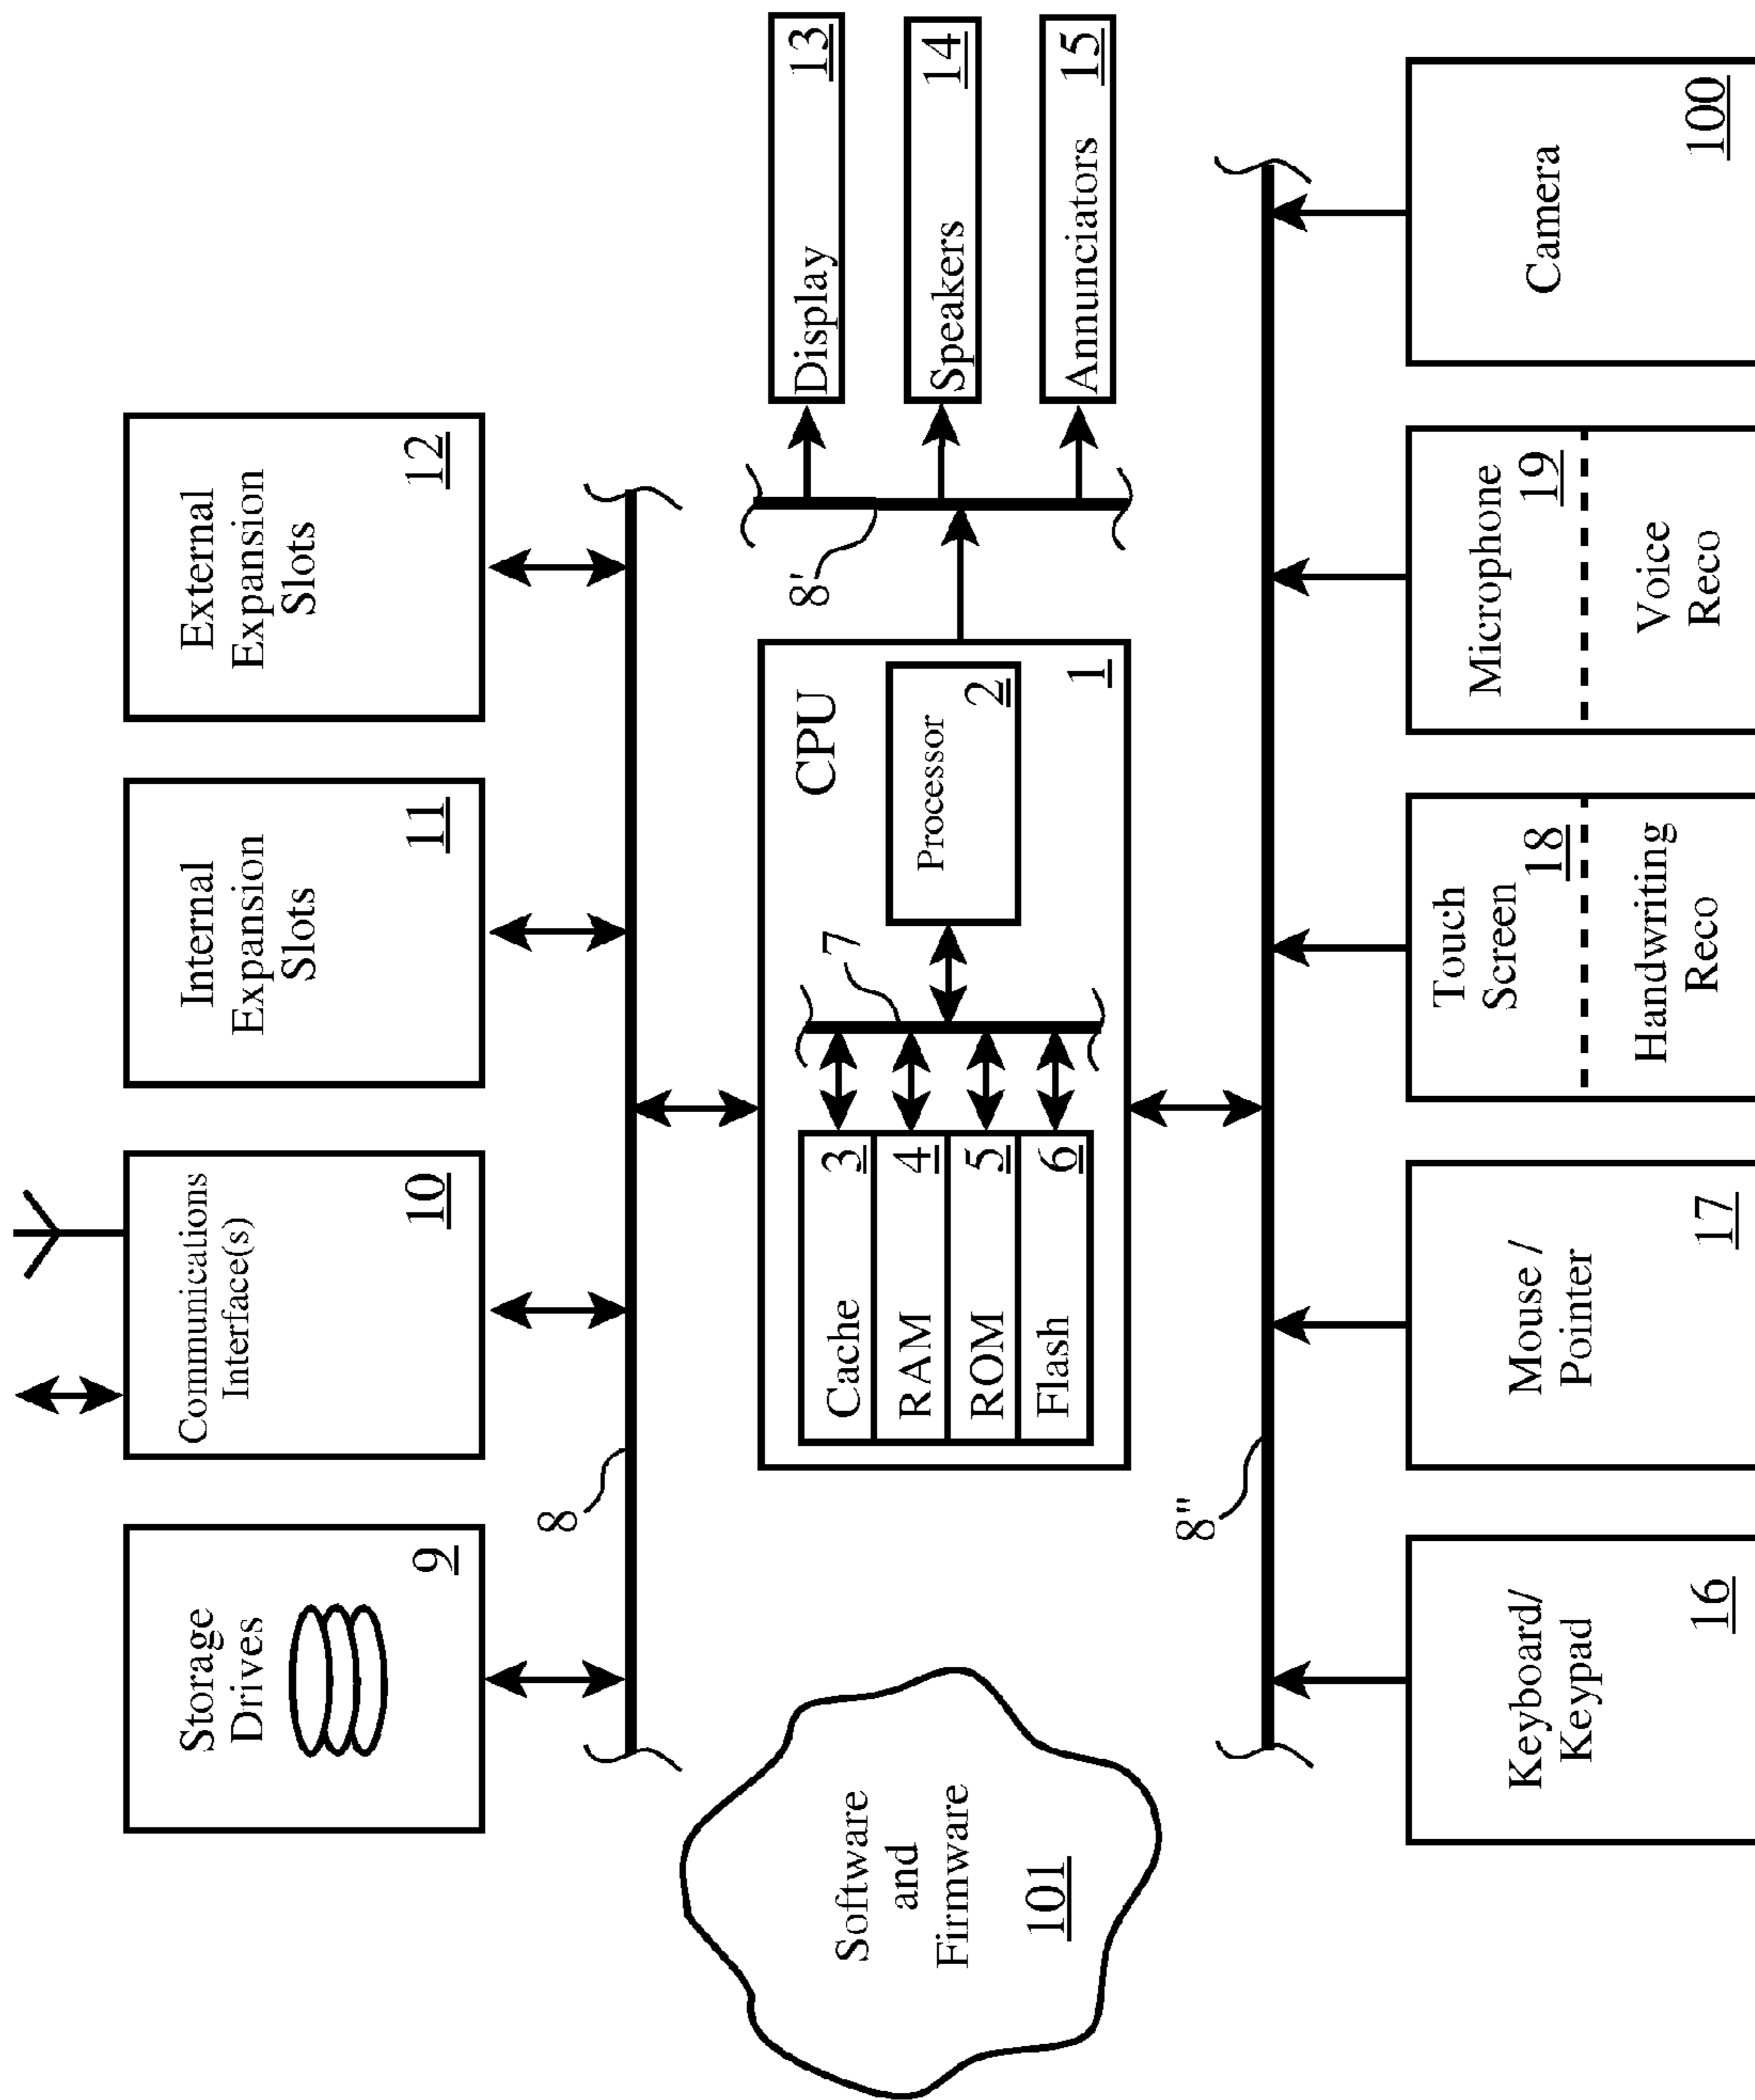 Storage
Drives
9
Communications
Interface(s)
10
Internal
Expansion
Slots
11
External
Expansion
Slots
12
8
Software
and
Firmware
101
CPU
Cache 3
RAM 4
ROM 5
Flash 6
7
Processor
2
1
8'
Display 13
Speakers 14
Annunciators 15
8"
Keyboard/
Keypad
16
Mouse /
Pointer
17
Touch
Screen
18
Handwriting
Reco
Microphone
19
Voice
Reco
Camera
100